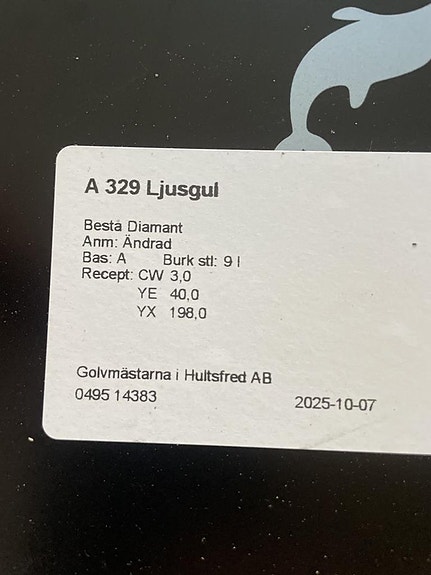 A 329 Ljusgul
Bestå Diamant
Anm: Ändrad
Bas: A Burk stl: 9 l
Recept: CW 3,0
YE 40,0
YX 198,0
Golvmästarna i Hultsfred AB
0495 14383
2025-10-07